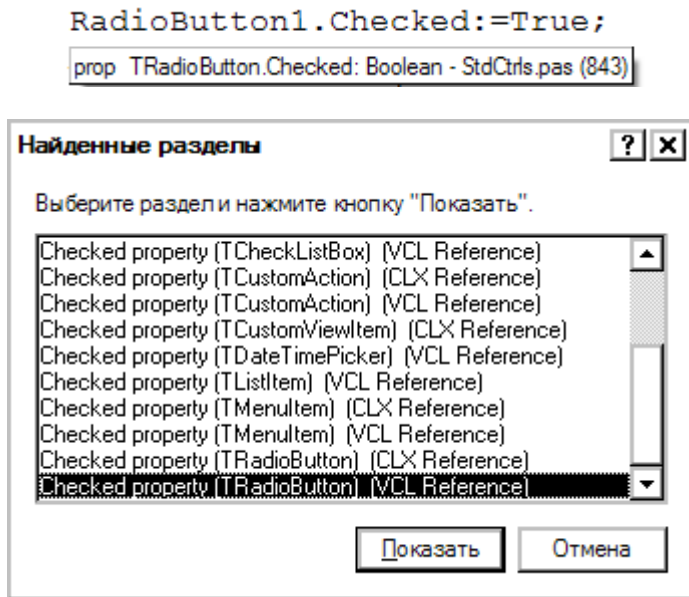 RadioButton1.Checked:=True;
prop TRadioButton.Checked: Boolean - StdCtrls.pas (843)
Найденные разделы
Выберите раздел и нажмите кнопку "Показать".
Checked property (TCheckListBox) (VCL Reference)
Checked property (TCustomAction) (CLX Reference)
Checked property (TCustomAction) (VCL Reference)
Checked property (TCustomViewItem) (CLX Reference)
Checked property (TDateTimePicker) (VCL Reference)
Checked property (TListItem) (VCL Reference)
Checked property (TMenuItem) (CLX Reference)
Checked property (TMenuItem) (VCL Reference)
Checked property (TRadioButton) (CLX Reference)
Checked property (TRadioButton) (VCL Reference)
Показать Отмена